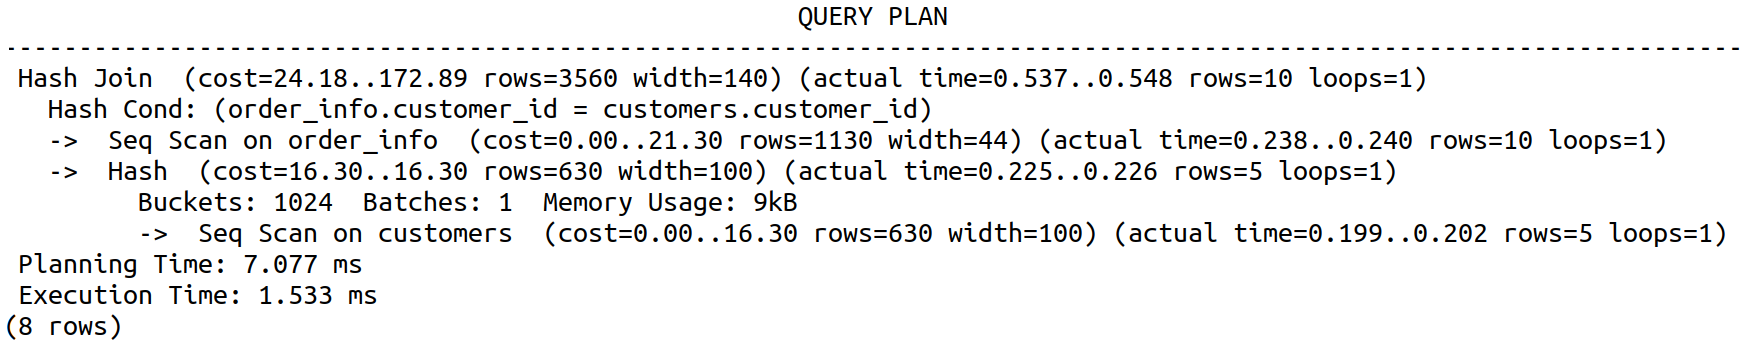 QUERY PLAN
--------------------------------------------------------------------------------------------------------------------
Hash Join  (cost=24.18..172.89 rows=3560 width=140) (actual time=0.537..0.548 rows=10 loops=1)
  Hash Cond: (order_info.customer_id = customers.customer_id)
  ->  Seq Scan on order_info  (cost=0.00..21.30 rows=1130 width=44) (actual time=0.238..0.240 rows=10 loops=1)
  ->  Hash  (cost=16.30..16.30 rows=630 width=100) (actual time=0.225..0.226 rows=5 loops=1)
        Buckets: 1024  Batches: 1  Memory Usage: 9kB
        ->  Seq Scan on customers  (cost=0.00..16.30 rows=630 width=100) (actual time=0.199..0.202 rows=5 loops=1)
Planning Time: 7.077 ms
Execution Time: 1.533 ms
(8 rows)